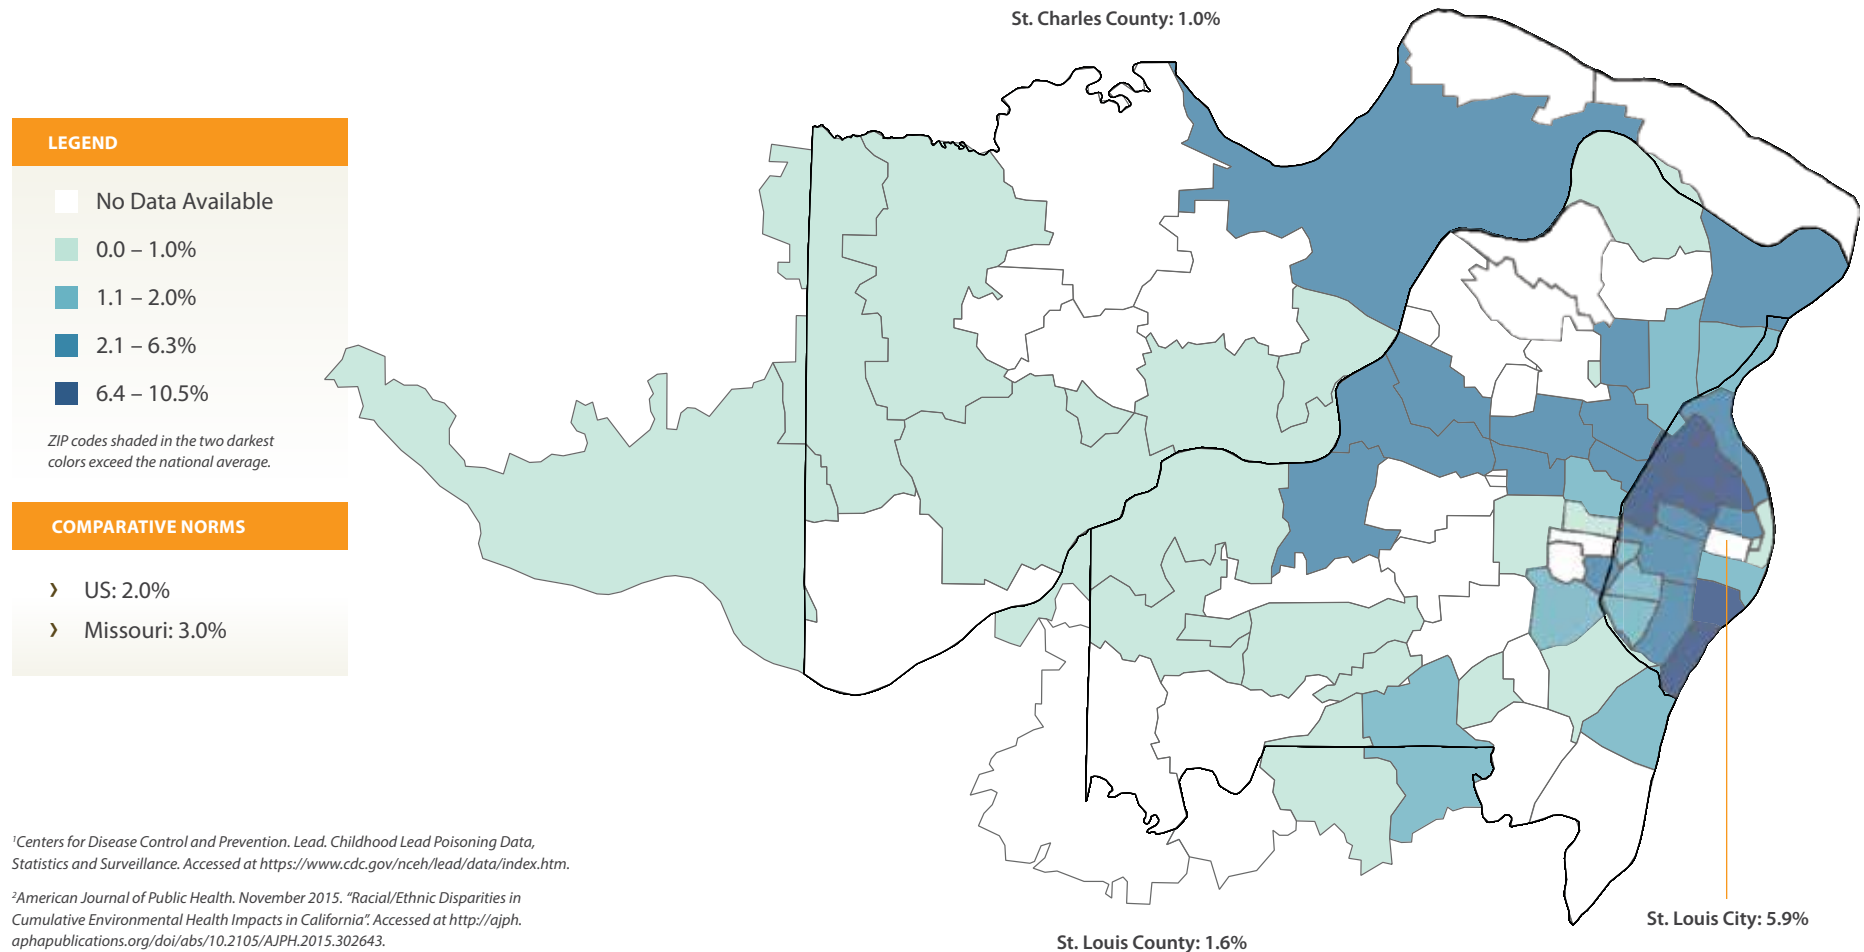 St. Charles County: 1.0%
LEGEND
No Data Available
0.0 – 1.0%
1.1 – 2.0%
2.1 – 6.3%
6.4 – 10.5%
ZIP codes shaded in the two darkest
colors exceed the national average.
COMPARATIVE NORMS
› US: 2.0%
› Missouri: 3.0%
¹Centers for Disease Control and Prevention. Lead. Childhood Lead Poisoning Data,
Statistics and Surveillance. Accessed at https://www.cdc.gov/nceh/lead/data/index.htm.
²American Journal of Public Health. November 2015. “Racial/Ethnic Disparities in
Cumulative Environmental Health Impacts in California”. Accessed at http://ajph.
aphapublications.org/doi/abs/10.2105/AJPH.2015.302643.
St. Louis City: 5.9%
St. Louis County: 1.6%